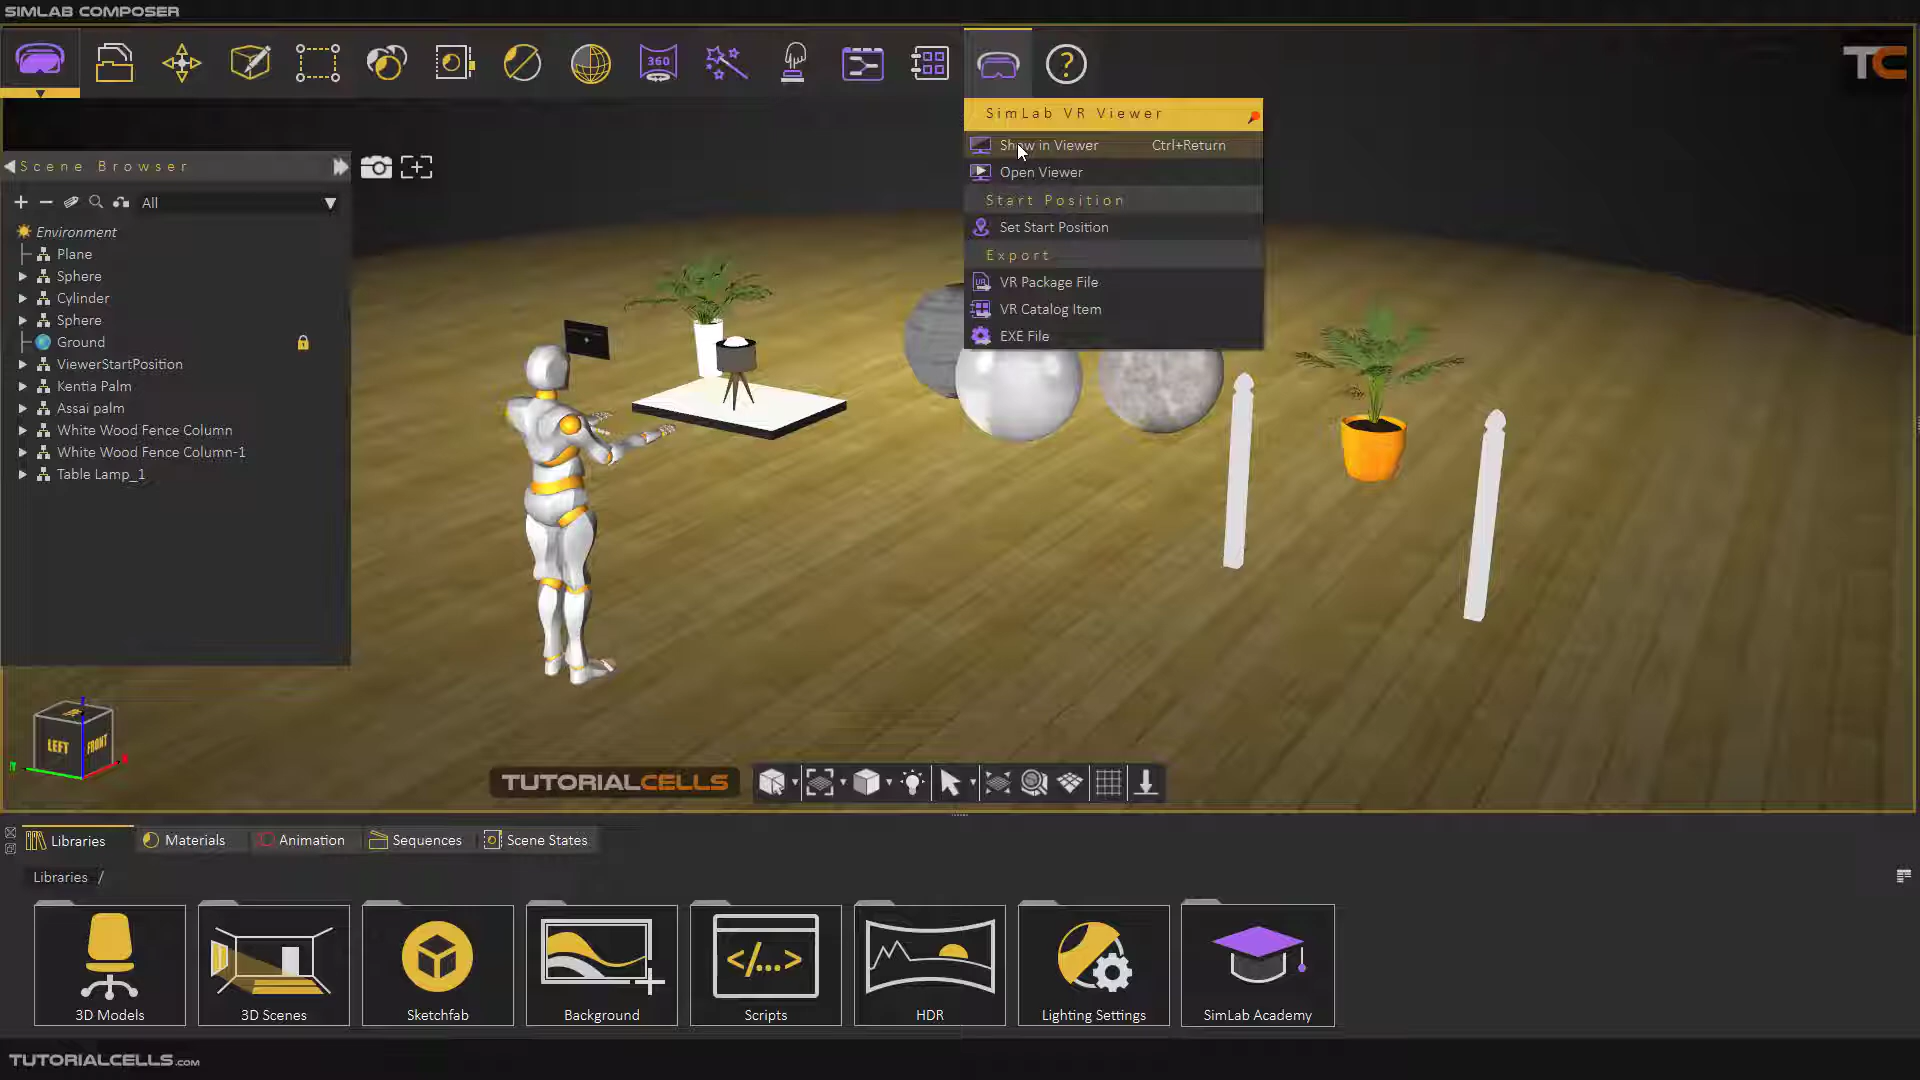 SIMLAB COMPOSER
360
?
TC
SimLab VR Viewer
Show in Viewer Ctrl+Return
Open Viewer
Start Position
Set Start Position
Export
VR Package File
VR Catalog Item
EXE File
Scene Browser
All
Environment
Plane
Sphere
Cylinder
Sphere
Ground
ViewerStartPosition
Kentia Palm
Assai palm
White Wood Fence Column
White Wood Fence Column-1
Table Lamp_1
LEFT
FRONT
TUTORIALCELLS
Libraries
Materials
Animation
Sequences
Scene States
Libraries /
</...>
3D Models
3D Scenes
Sketchfab
Background
Scripts
HDR
Lighting Settings
SimLab Academy
TUTORIALCELLS.COM